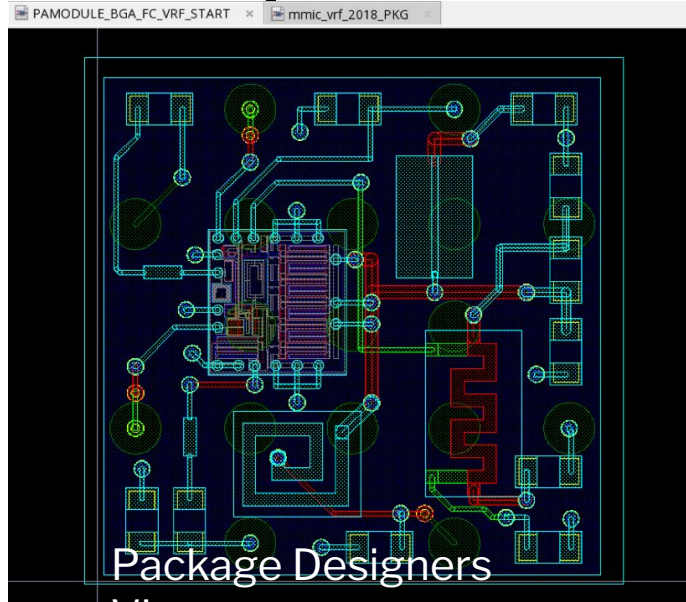 PAMODULE_BGA_FC_VRF_START × mmic_vrf_2018_PKG ×
Package Designers